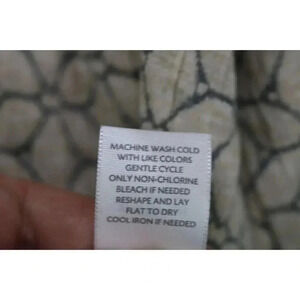 MACHINE WASH COLD
WITH LIKE COLORS
GENTLE CYCLE
ONLY NON-CHLORINE
BLEACH IF NEEDED
RESHAPE AND LAY
FLAT TO DRY
COOL IRON IF NEEDED